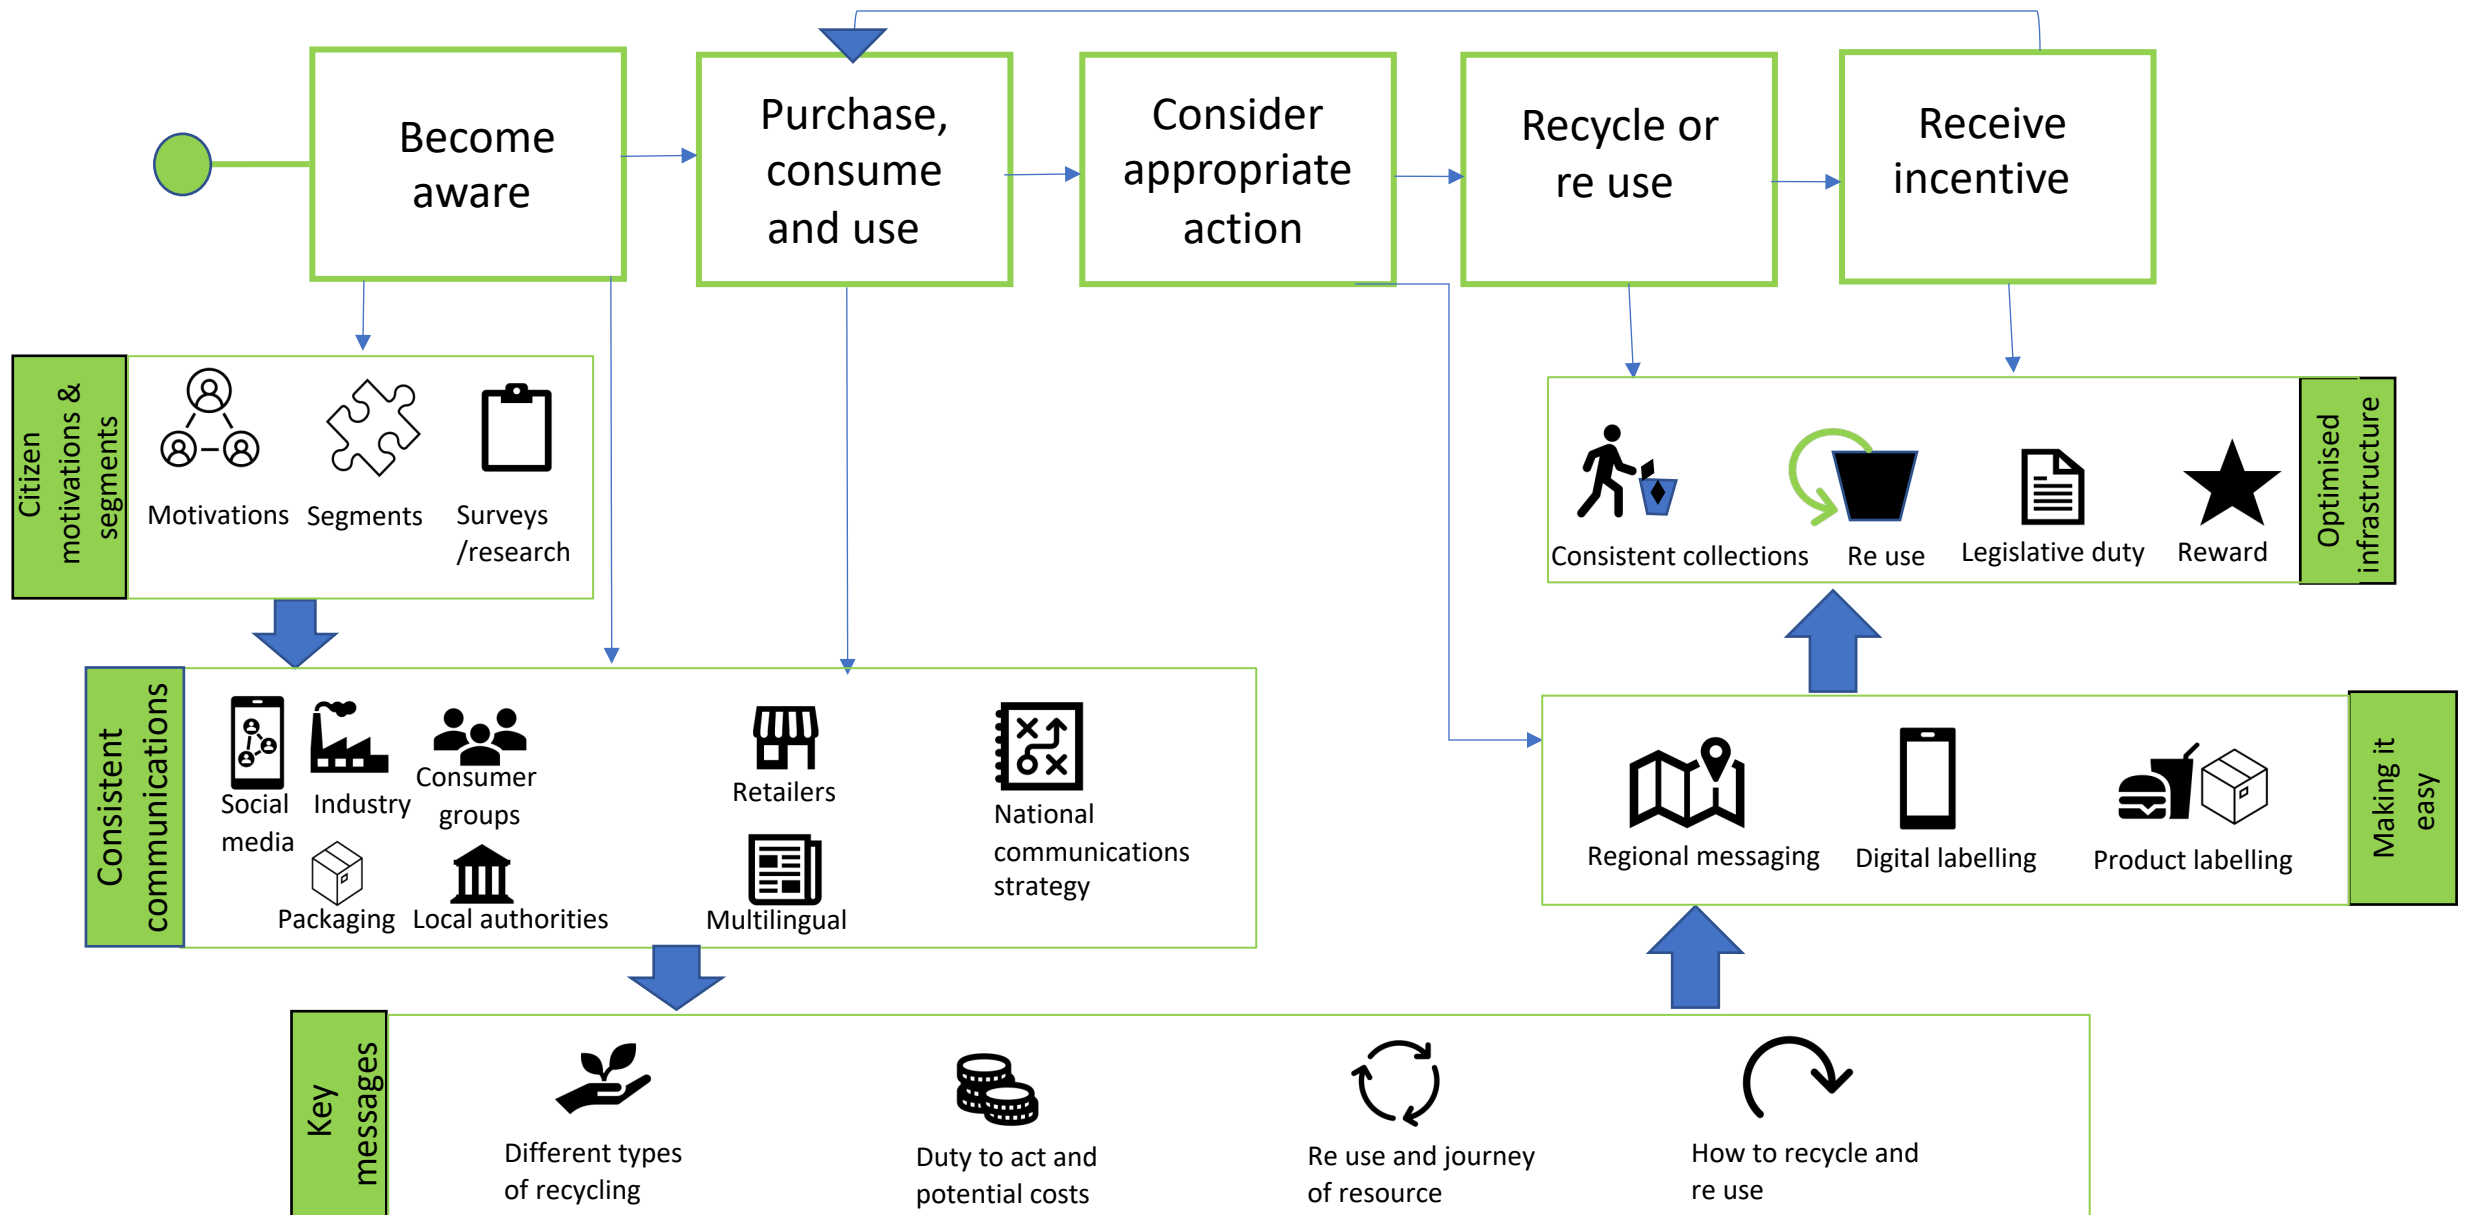 Become
aware
Purchase,
consume
and use
Consider
appropriate
action
Recycle or
re use
Receive
incentive
Citizen
motivations &
segments
Motivations
Segments
Surveys
/research
Consistent collections
Re use
Legislative duty
Reward
Optimised
infrastructure
Consistent
communications
Social
media
Industry
Consumer
groups
Retailers
National
communications
strategy
Packaging
Local authorities
Multilingual
Regional messaging
Digital labelling
Product labelling
Making it
easy
Key
messages
Different types
of recycling
Duty to act and
potential costs
Re use and journey
of resource
How to recycle and
re use